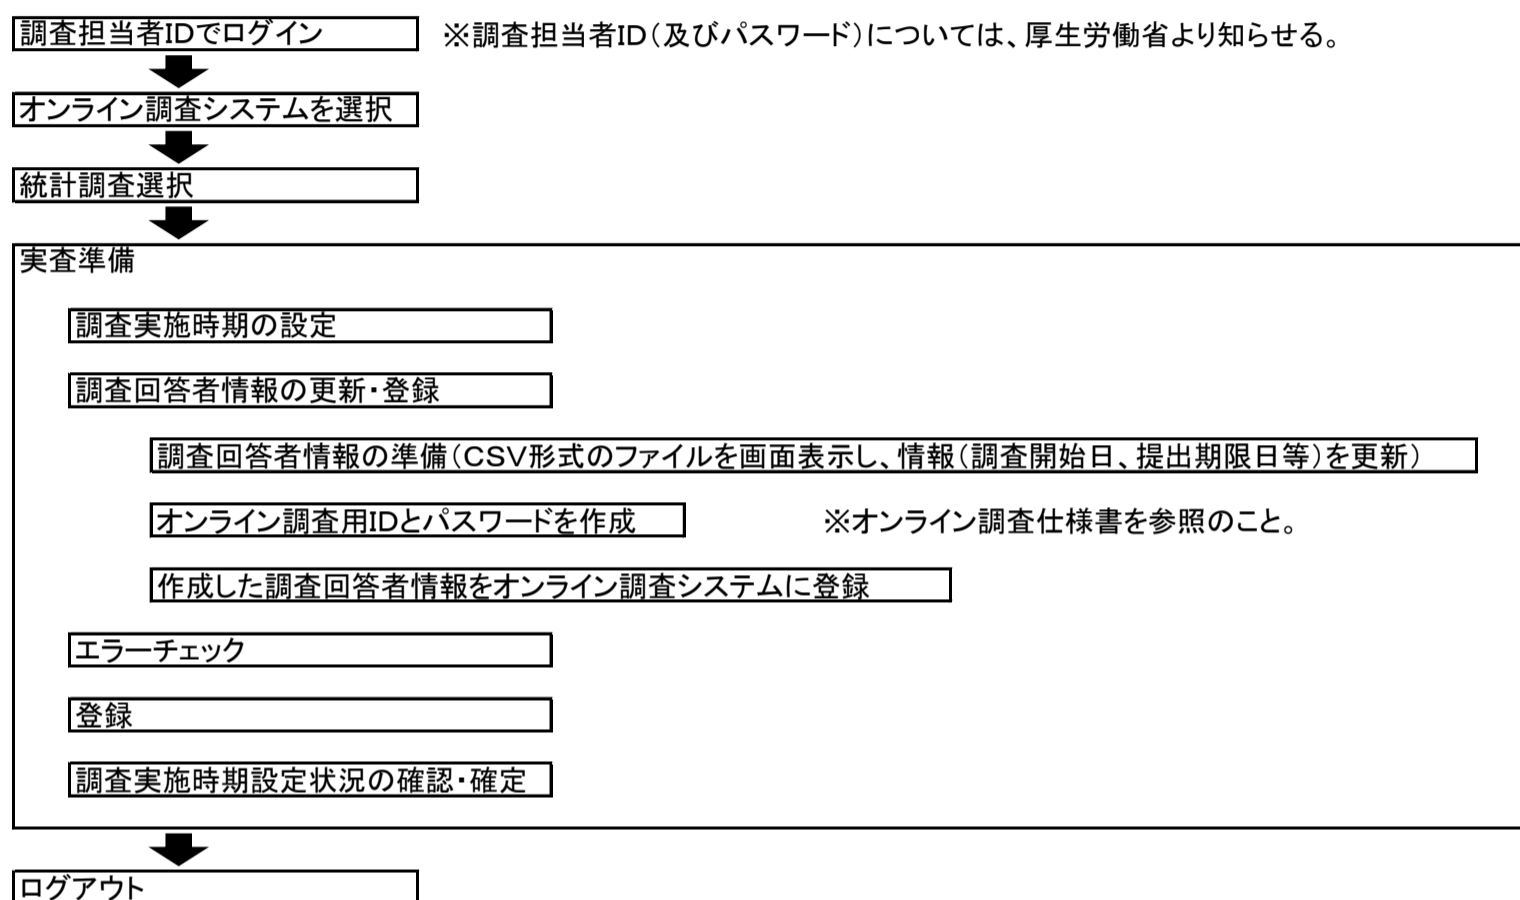 調査担当者IDでログイン　※調査担当者ID（及びパスワード）については、厚生労働省より知らせる。
オンライン調査システムを選択
統計調査選択
実査準備
調査実施時期の設定
調査回答者情報の更新・登録
調査回答者情報の準備（CSV形式のファイルを画面表示し、情報（調査開始日、提出期限日等）を更新）
オンライン調査用IDとパスワードを作成　※オンライン調査仕様書を参照のこと。
作成した調査回答者情報をオンライン調査システムに登録
エラーチェック
登録
調査実施時期設定状況の確認・確定
ログアウト